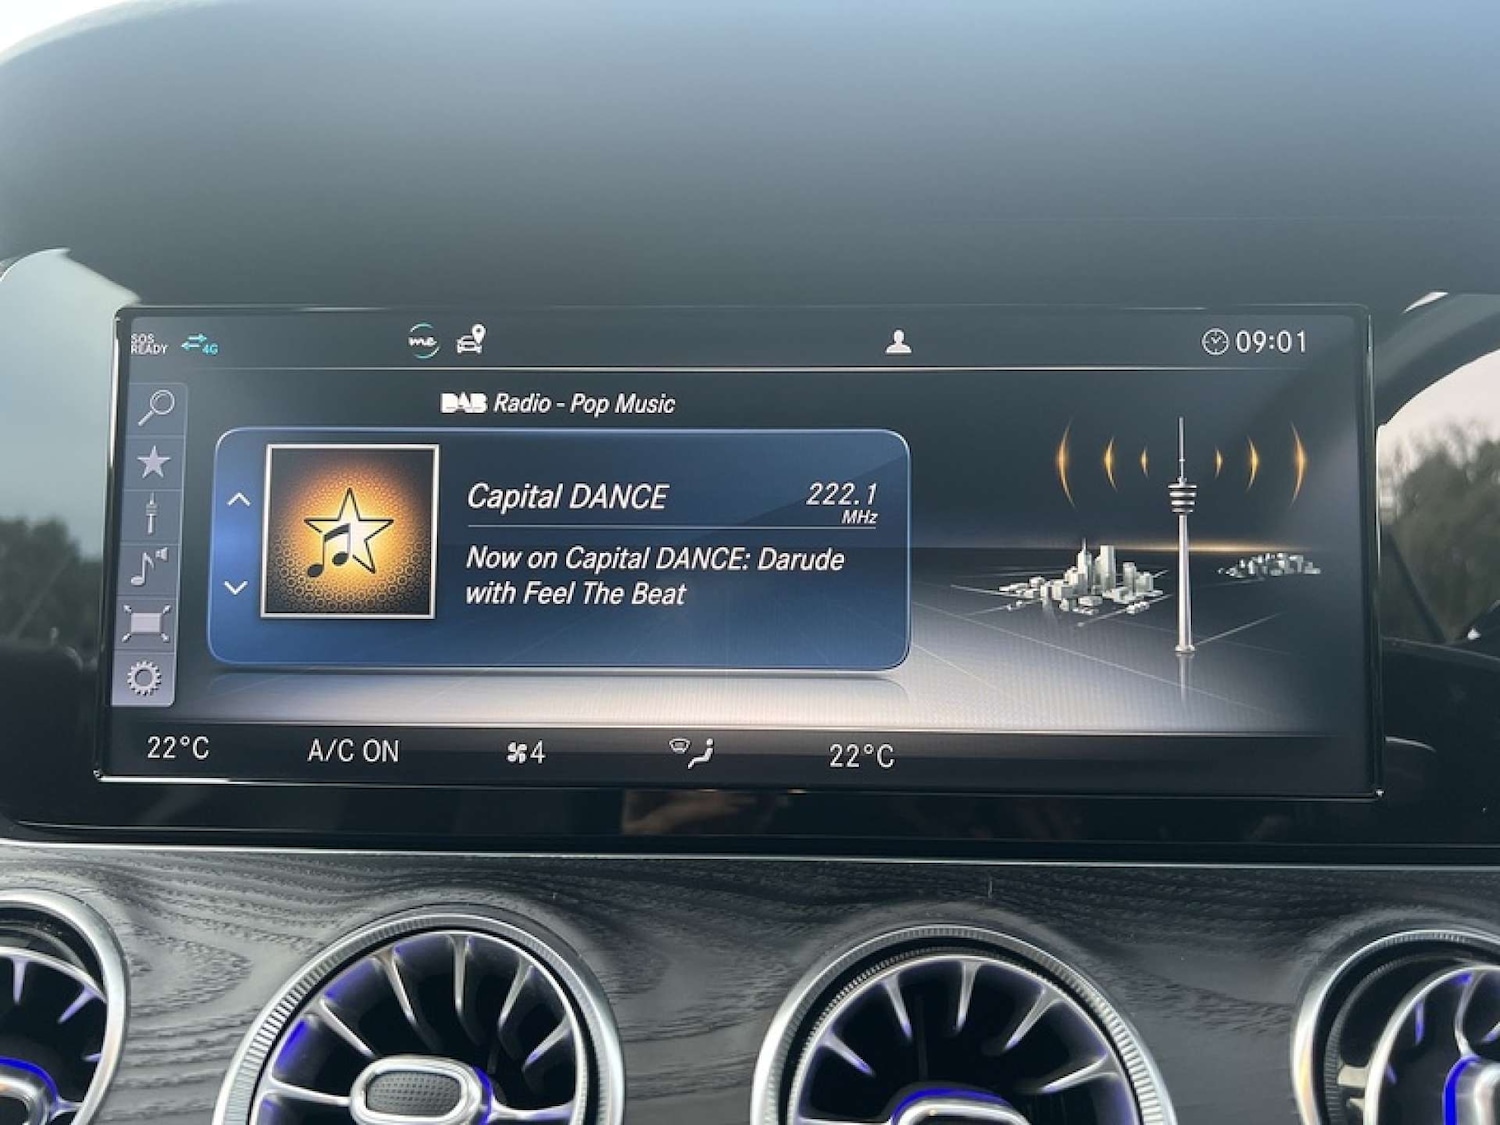 SOS
READY
4G
me
09:01
DAB Radio - Pop Music
Capital DANCE
222.1
MHz
Now on Capital DANCE: Darude
with Feel The Beat
22°C
A/C ON
4
22°C